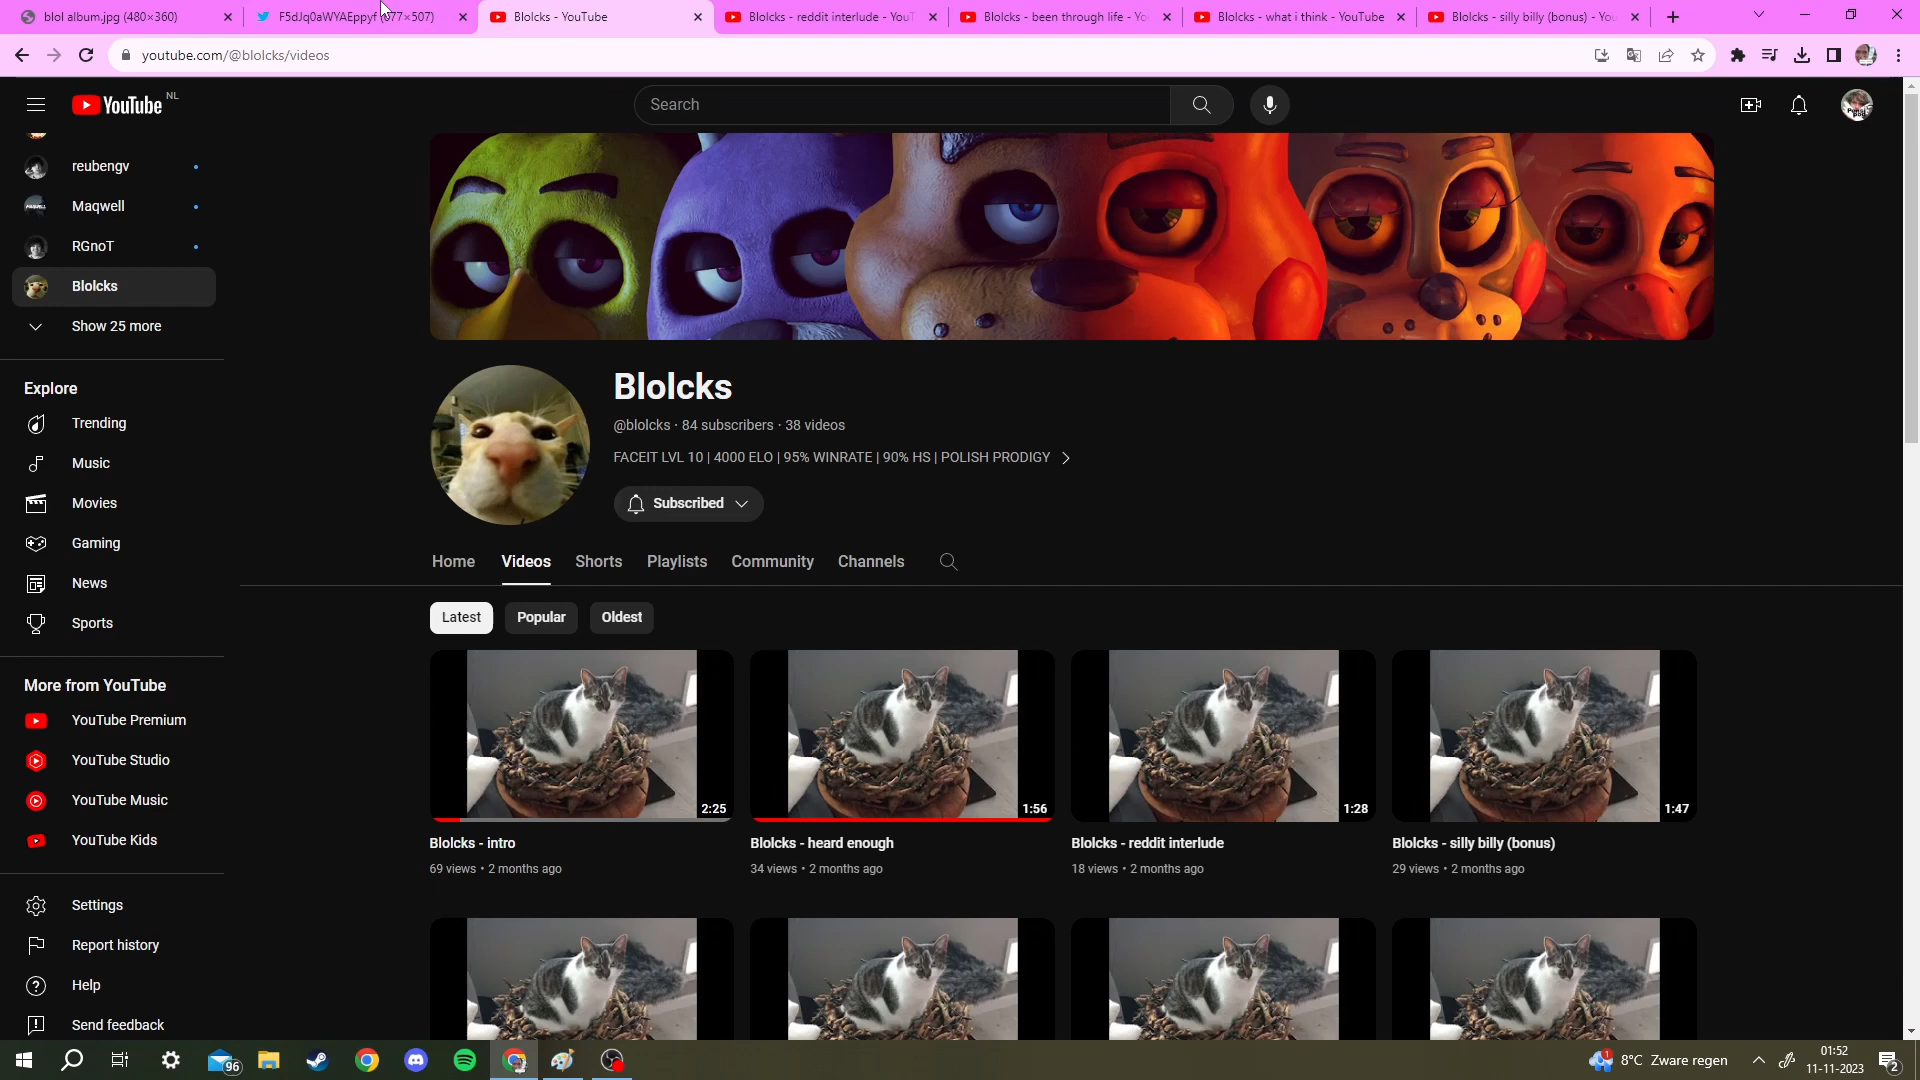 blol album.jpg (480×360)
F5dJq0aWYAEppyf (677×507)
Blolcks - YouTube
Blolcks - reddit interlude - YouT
Blolcks - been through life - Yo
Blolcks - what i think - YouTube
Blolcks - silly billy (bonus) - You
youtube.com/@blolcks/videos
YouTube NL
Search
reubengv
Maqwell
RGnoT
Blolcks
Show 25 more
Explore
Trending
Music
Movies
Gaming
News
Sports
More from YouTube
YouTube Premium
YouTube Studio
YouTube Music
YouTube Kids
Settings
Report history
Help
Send feedback
Blolcks
@blolcks · 84 subscribers · 38 videos
FACEIT LVL 10 | 4000 ELO | 95% WINRATE | 90% HS | POLISH PRODIGY
Subscribed
Home Videos Shorts Playlists Community Channels
Latest Popular Oldest
2:25
Blolcks - intro
69 views • 2 months ago
1:56
Blolcks - heard enough
34 views • 2 months ago
1:28
Blolcks - reddit interlude
18 views • 2 months ago
1:47
Blolcks - silly billy (bonus)
29 views • 2 months ago
96
1
8°C Zware regen
01:52
11-11-2023
2